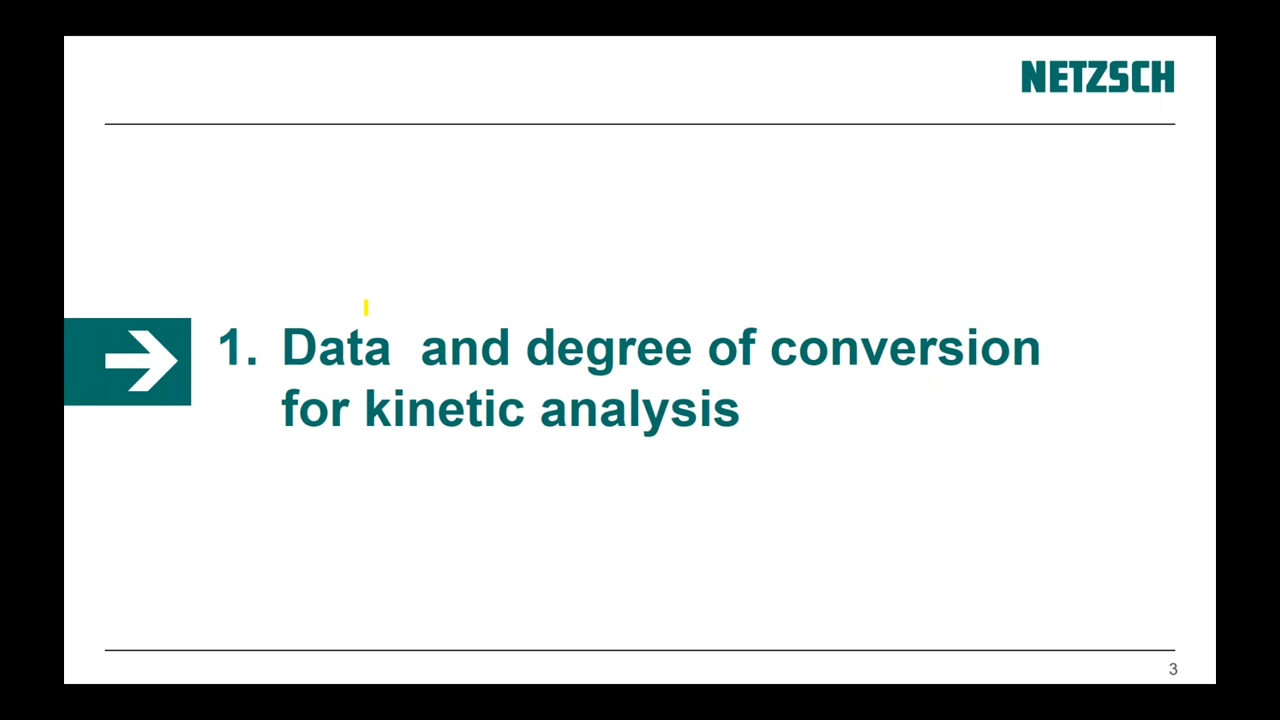 NETZSCH
1. Data and degree of conversion
for kinetic analysis
3